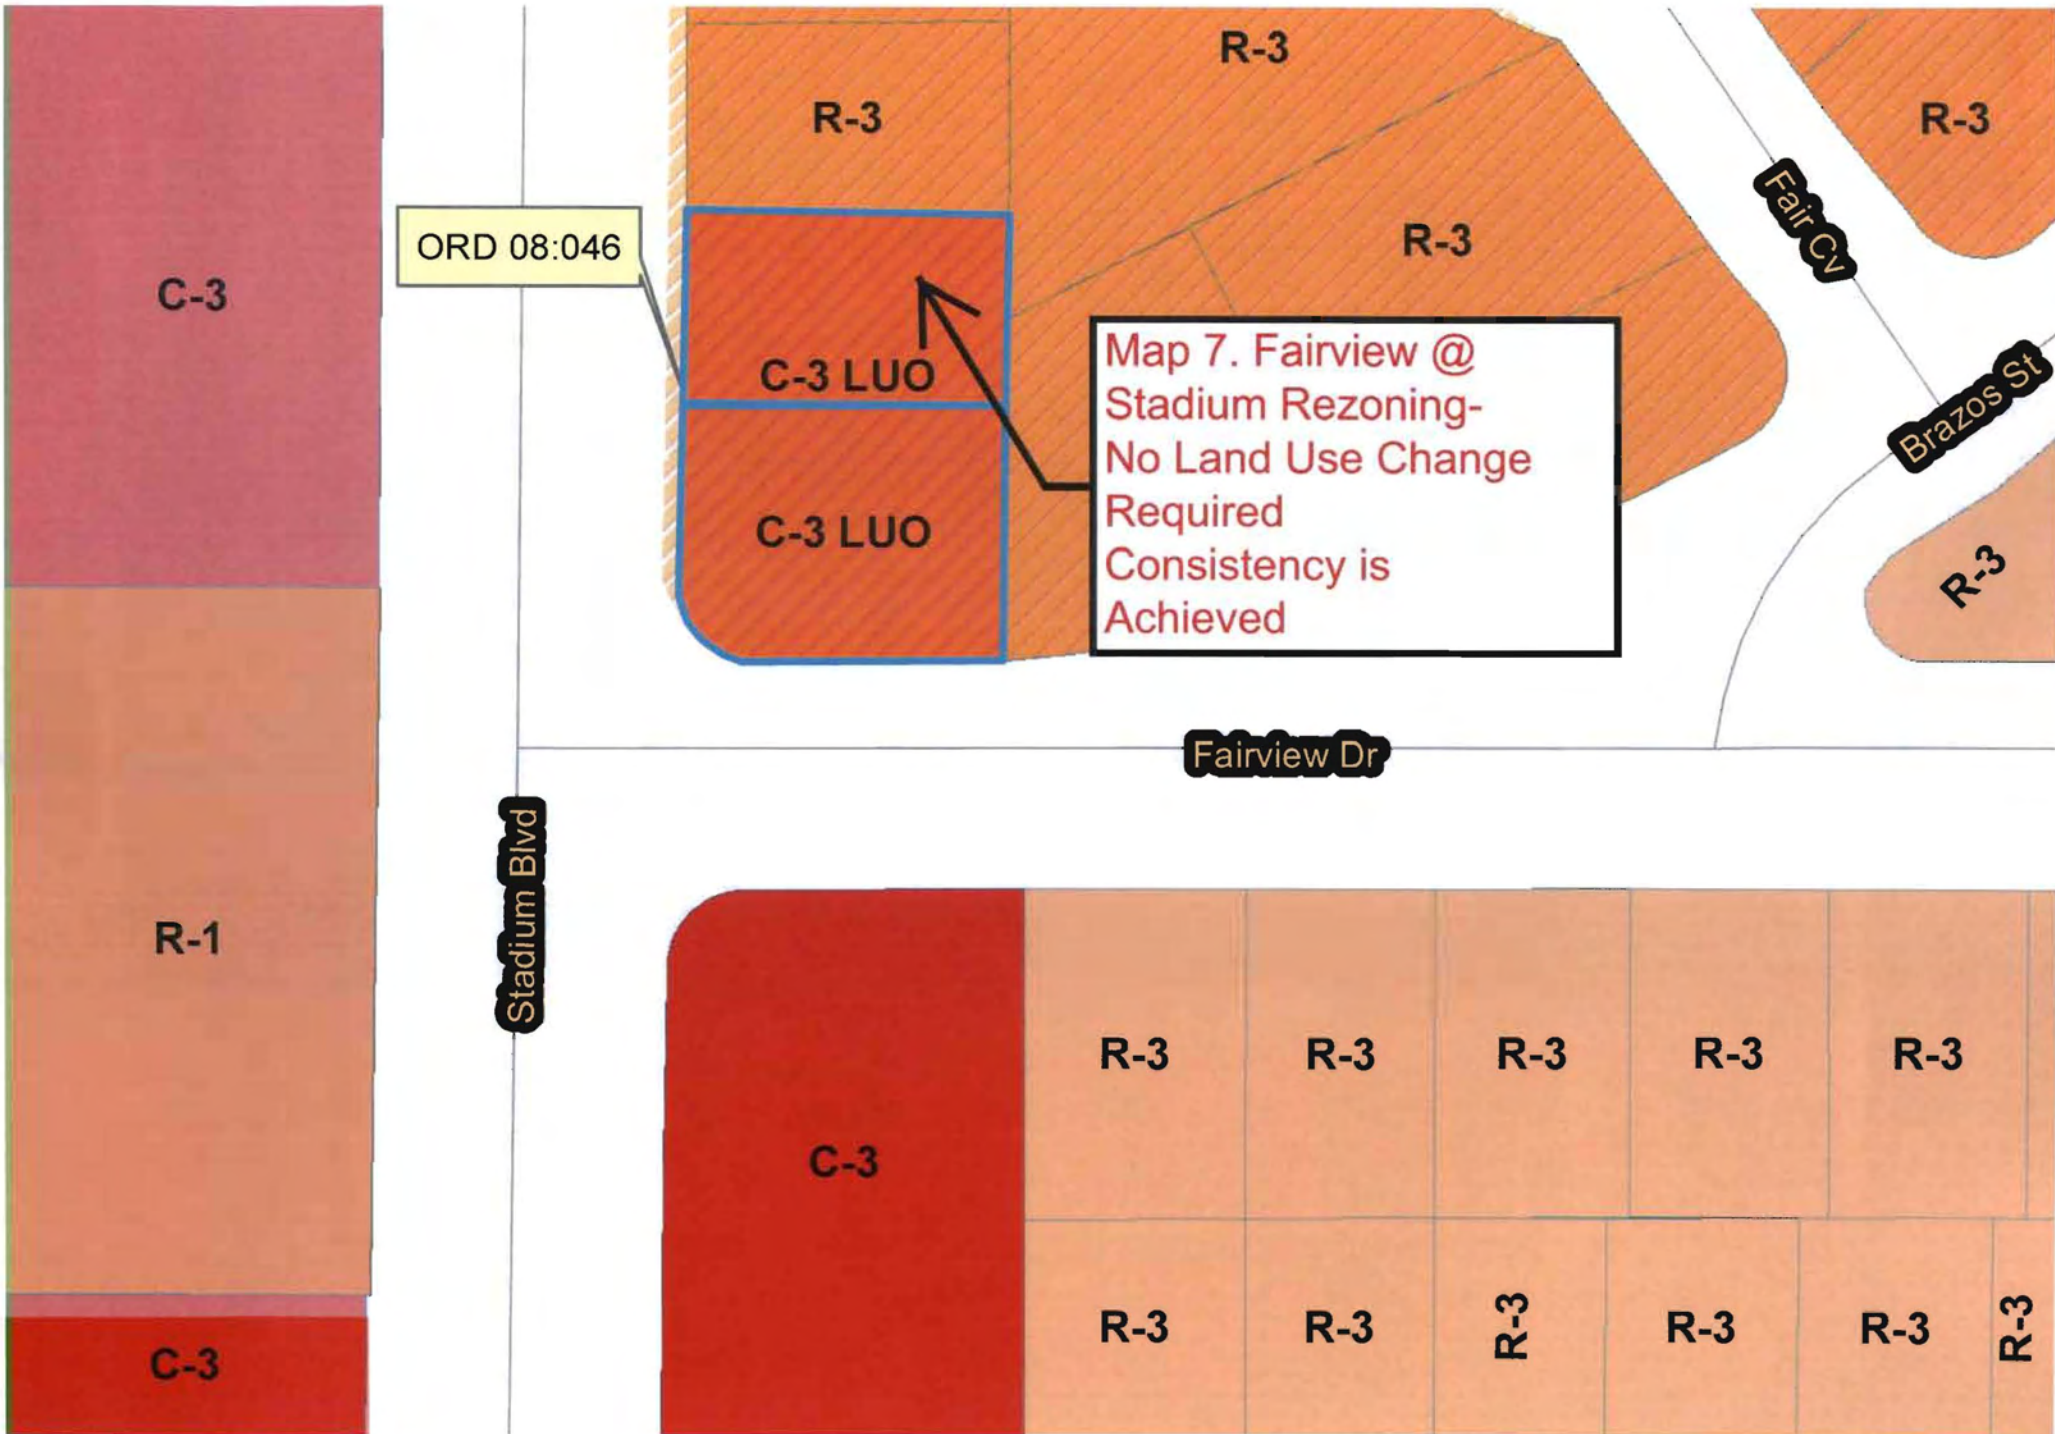 R-3
R-3
R-3
Fair Cv
ORD 08:046
C-3
R-3
C-3 LUO
C-3 LUO
Map 7. Fairview @
Stadium Rezoning-
No Land Use Change
Required
Consistency is
Achieved
Brazos St
R-3
Fairview Dr
Stadium Blvd
R-1
C-3
R-3
R-3
R-3
R-3
R-3
C-3
R-3
R-3
R-3
R-3
R-3
R-3
C-3